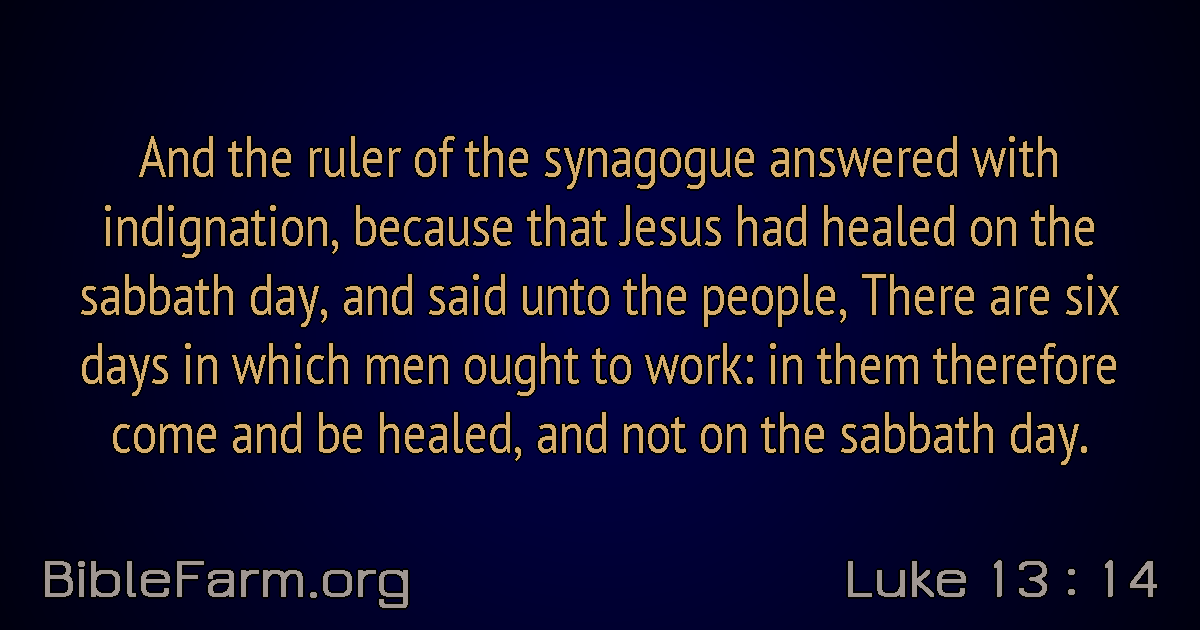 And the ruler of the synagogue answered with
indignation, because that Jesus had healed on the
sabbath day, and said unto the people, There are six
days in which men ought to work: in them therefore
come and be healed, and not on the sabbath day.
BibleFarm.org
Luke 13 : 14